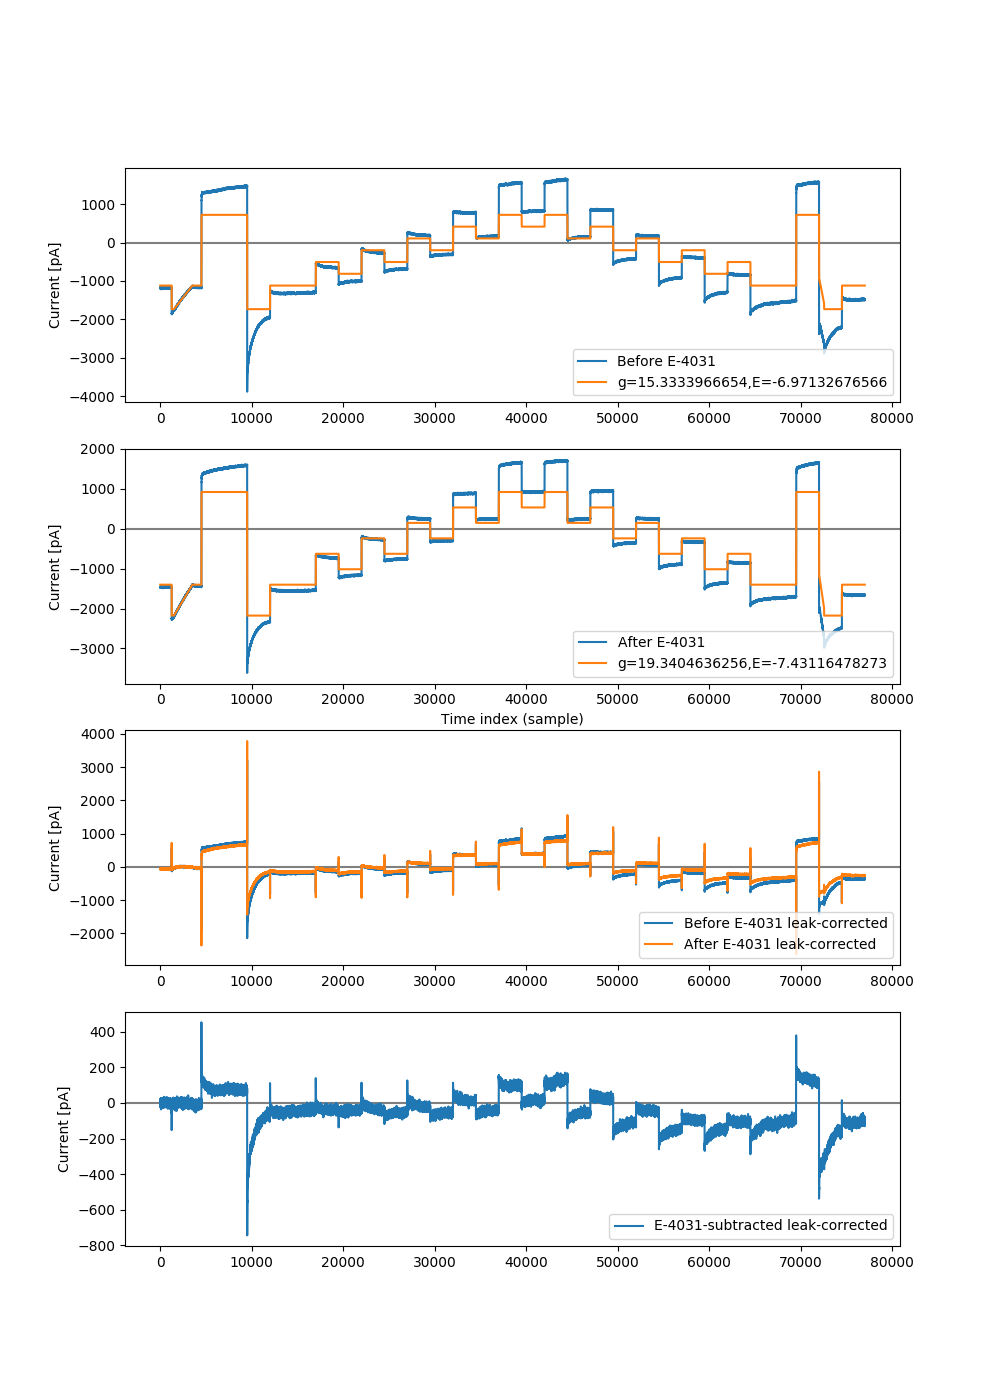 1000
0
−1000
−2000
−3000
−4000
Current [pA]
Before E-4031
g=15.3333966654,E=-6.97132676566
0 10000 20000 30000 40000 50000 60000 70000 80000
2000
1000
0
−1000
−2000
−3000
Current [pA]
After E-4031
g=19.3404636256,E=-7.43116478273
0 10000 20000 30000 40000 50000 60000 70000 80000
Time index (sample)
4000
3000
2000
1000
0
−1000
−2000
Current [pA]
Before E-4031 leak-corrected
After E-4031 leak-corrected
0 10000 20000 30000 40000 50000 60000 70000 80000
400
200
0
−200
−400
−600
−800
Current [pA]
E-4031-subtracted leak-corrected
0 10000 20000 30000 40000 50000 60000 70000 80000